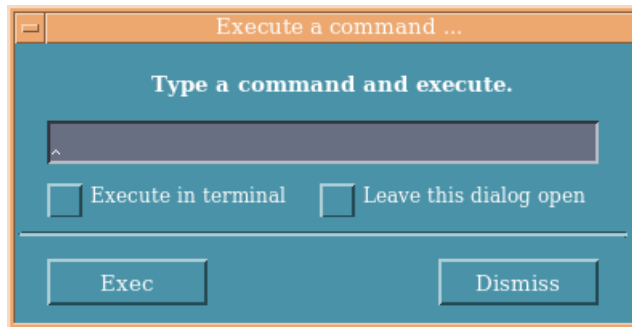 Execute a command ...
Type a command and execute.
Execute in terminal
Leave this dialog open
Exec
Dismiss